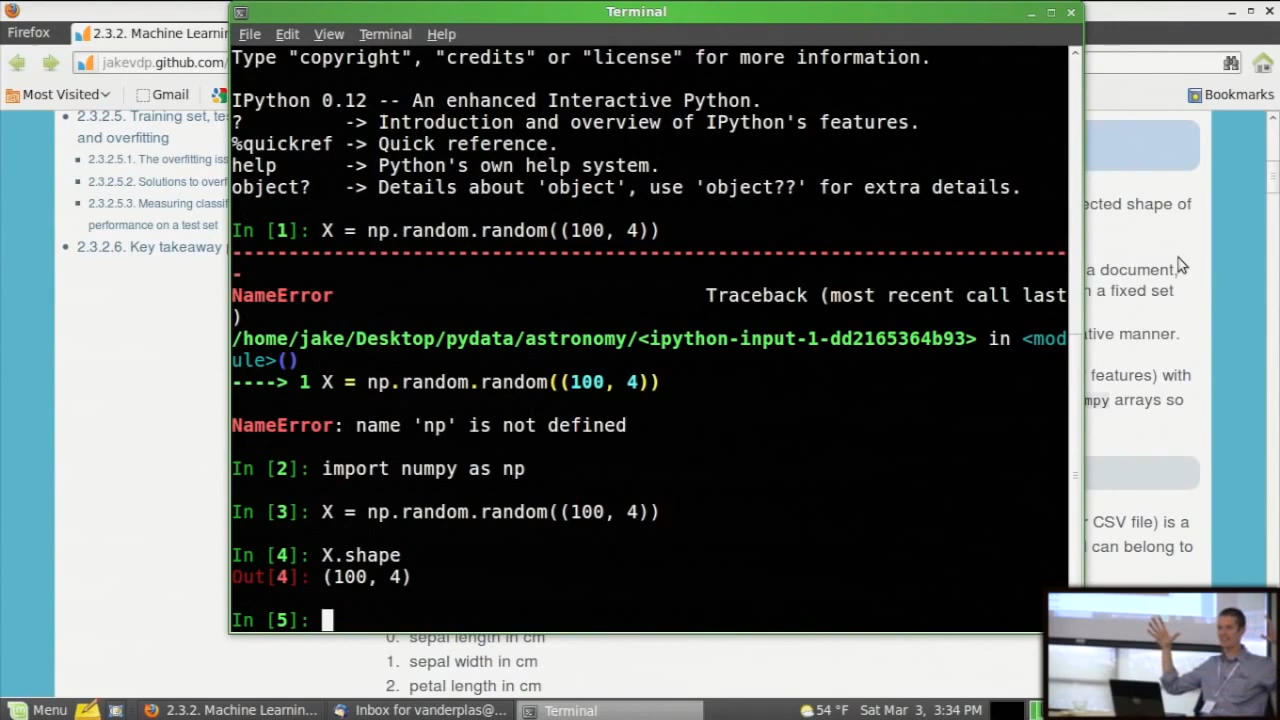 Terminal
Firefox
2.3.2. Machine Learnin
File Edit View Terminal Help
jakevdp.github.com/
Most Visited
Gmail
Bookmarks
Type "copyright", "credits" or "license" for more information.
IPython 0.12 -- An enhanced Interactive Python.
? -> Introduction and overview of IPython's features.
%quickref -> Quick reference.
help -> Python's own help system.
object? -> Details about 'object', use 'object??' for extra details.
In [1]: X = np.random.random((100, 4))
---------------------------------------------------------------------------
NameError Traceback (most recent call last
)
/home/jake/Desktop/pydata/astronomy/<ipython-input-1-dd2165364b93> in <mod
ule>()
----> 1 X = np.random.random((100, 4))
NameError: name 'np' is not defined
In [2]: import numpy as np
In [3]: X = np.random.random((100, 4))
In [4]: X.shape
Out[4]: (100, 4)
In [5]:
2.3.2.5. Training set, tes
and overfitting
2.3.2.5.1. The overfitting iss
2.3.2.5.2. Solutions to overf
2.3.2.5.3. Measuring classif
performance on a test set
2.3.2.6. Key takeaway p
ected shape of
a document,
n a fixed set
ative manner.
features) with
mpy arrays so
r CSV file) is a
l can belong to
0. sepal length in cm
1. sepal width in cm
2. petal length in cm
Menu
2.3.2. Machine Learnin...
Inbox for vanderplas@...
Terminal
54 °F Sat Mar 3, 3:34 PM